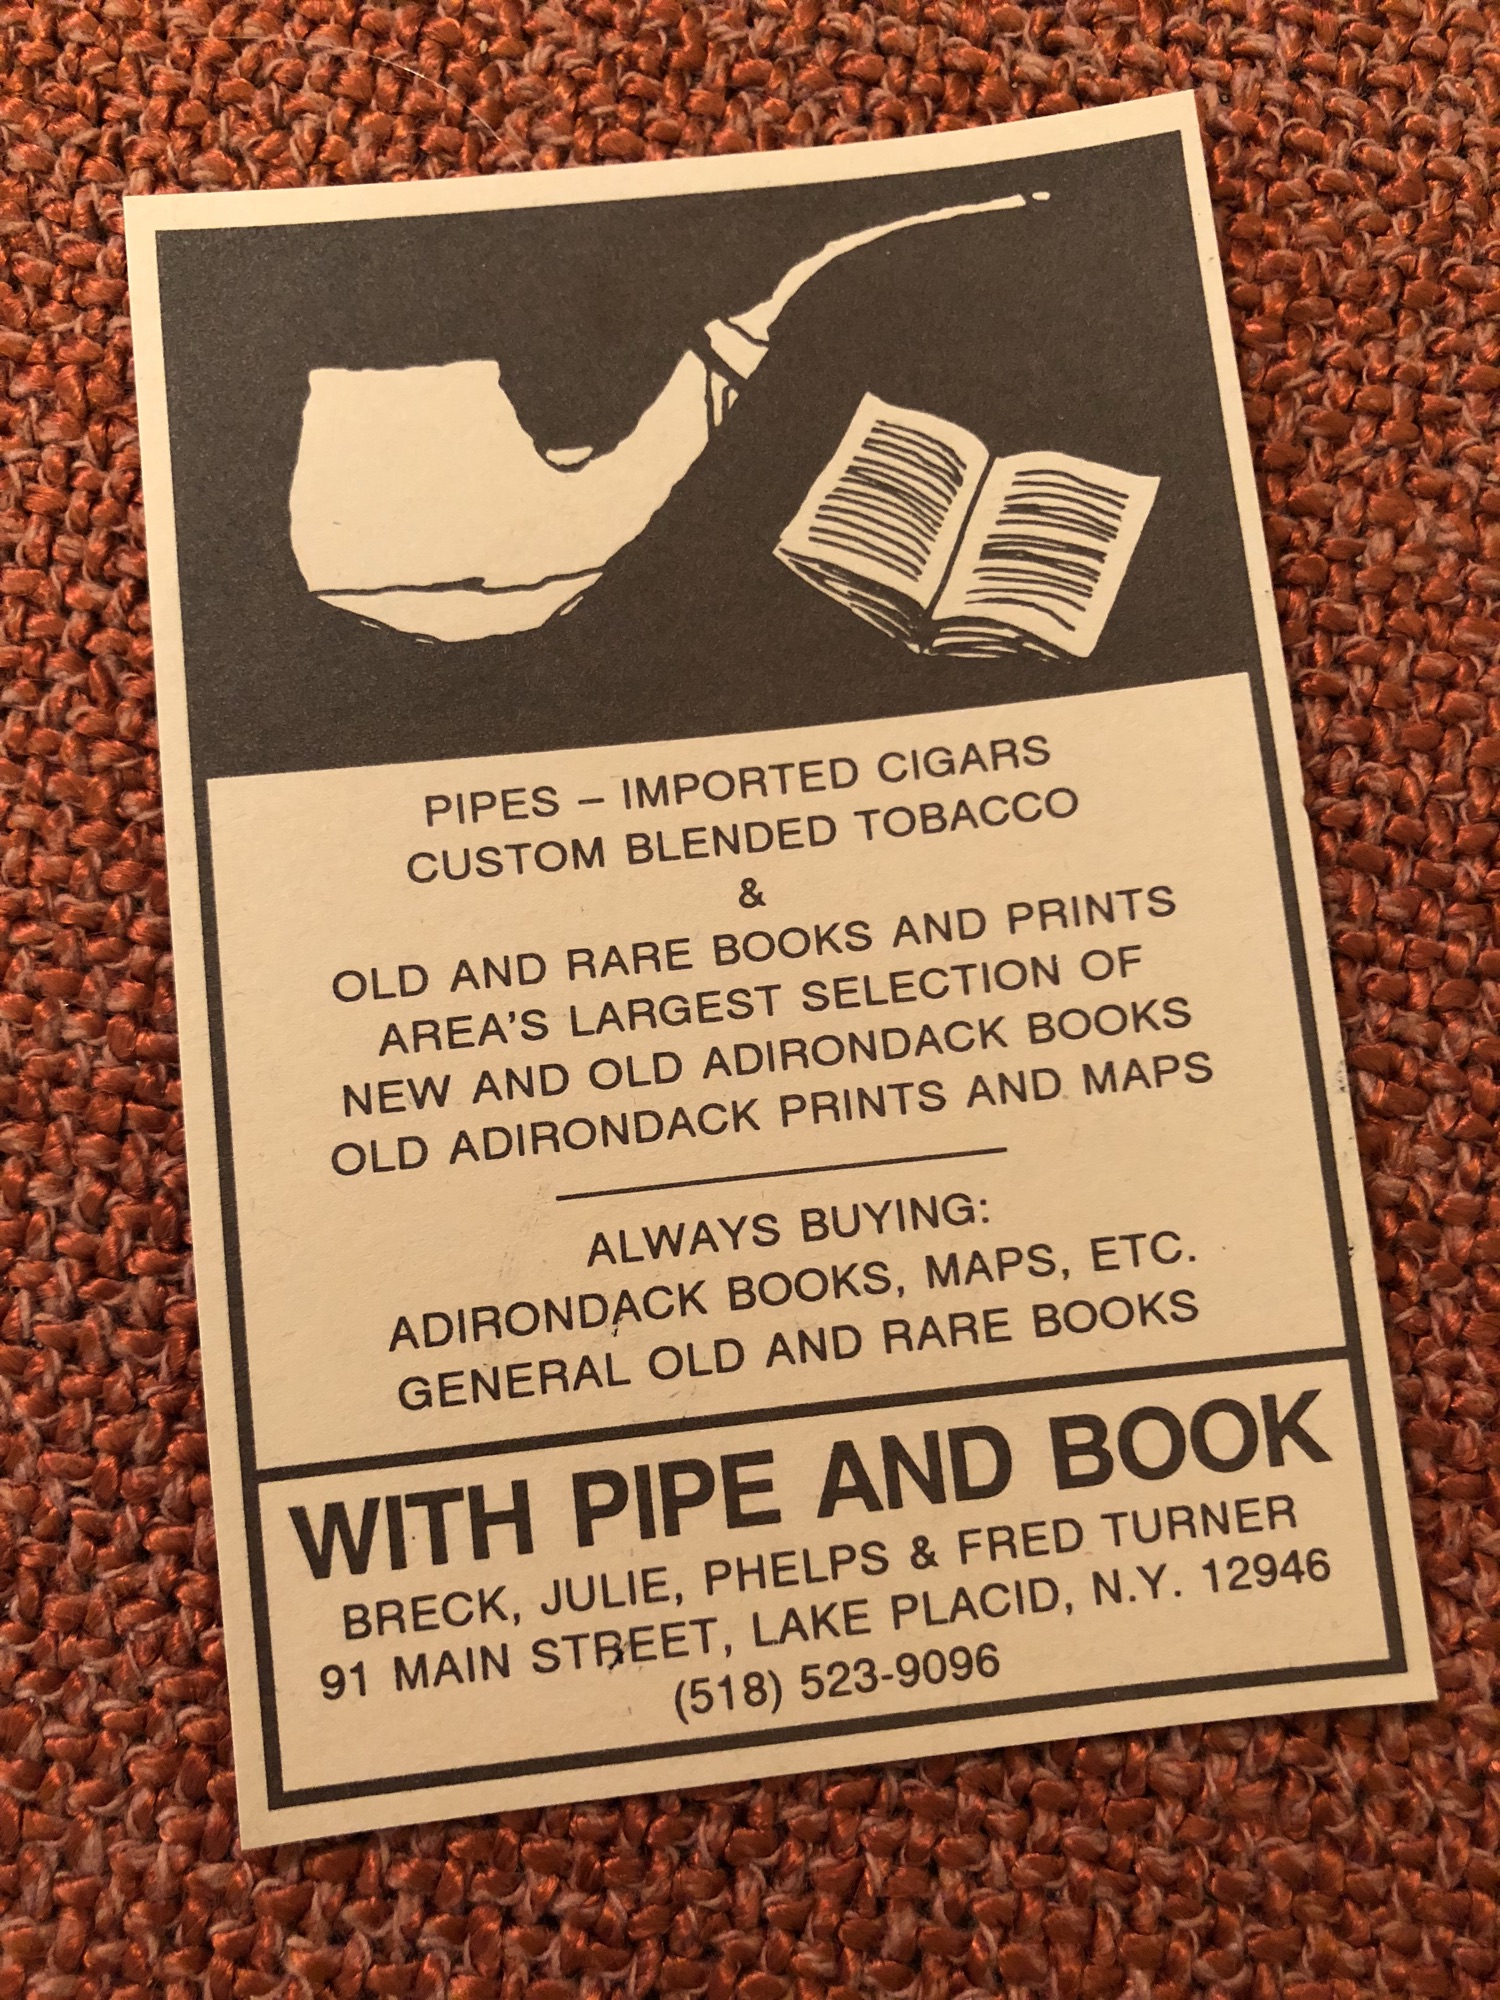 PIPES – IMPORTED CIGARS
CUSTOM BLENDED TOBACCO
&
OLD AND RARE BOOKS AND PRINTS
AREA'S LARGEST SELECTION OF
NEW AND OLD ADIRONDACK BOOKS
OLD ADIRONDACK PRINTS AND MAPS
ALWAYS BUYING:
ADIRONDACK BOOKS, MAPS, ETC.
GENERAL OLD AND RARE BOOKS
WITH PIPE AND BOOK
BRECK, JULIE, PHELPS & FRED TURNER
91 MAIN STREET, LAKE PLACID, N.Y. 12946
(518) 523-9096